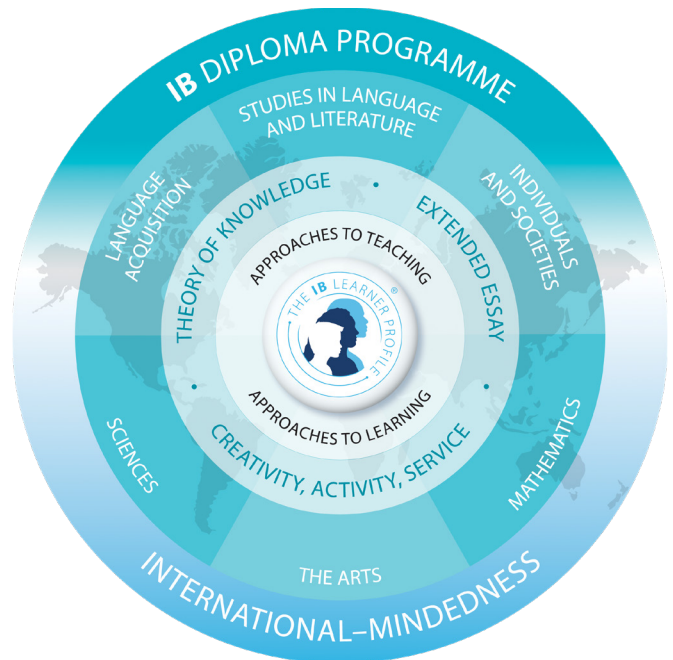 IB DIPLOMA PROGRAMME
STUDIES IN LANGUAGE
AND LITERATURE
LANGUAGE
ACQUISITION
INDIVIDUALS
AND SOCIETIES
THEORY OF KNOWLEDGE
•
EXTENDED ESSAY
•
•
APPROACHES TO TEACHING
THE IB LEARNER PROFILE
®
APPROACHES TO LEARNING
CREATIVITY, ACTIVITY, SERVICE
SCIENCES
MATHEMATICS
THE ARTS
INTERNATIONAL–MINDEDNESS